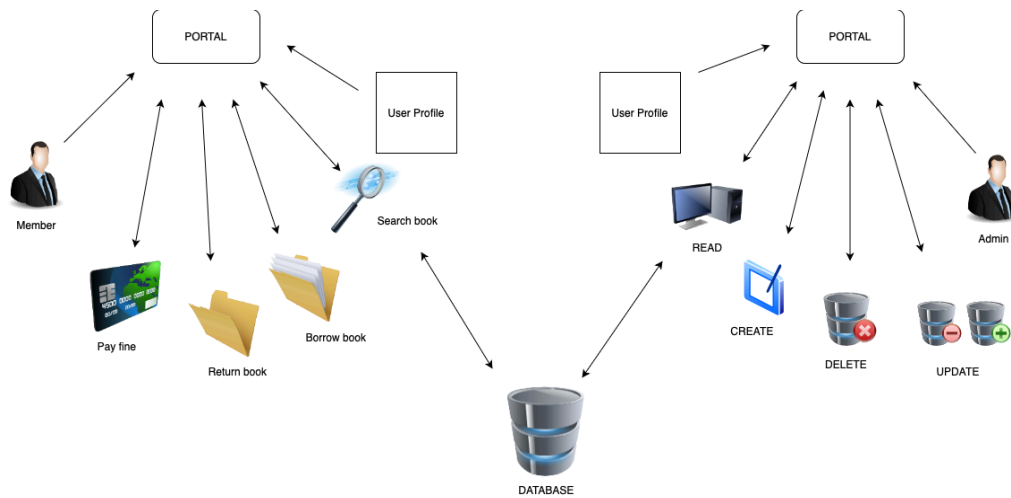 PORTAL
PORTAL
User Profile
User Profile
Member
Search book
Admin
READ
Pay fine
Borrow book
Return book
CREATE
DELETE
UPDATE
DATABASE